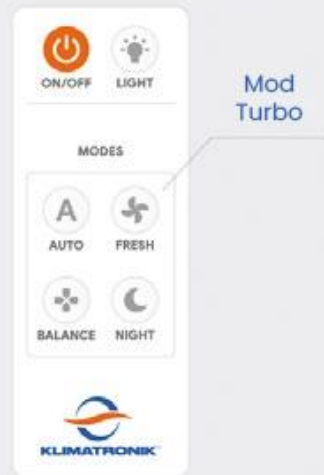 ON/OFF LIGHT
Mod
Turbo
MODES
A
AUTO FRESH
BALANCE NIGHT
KLIMATRONIK